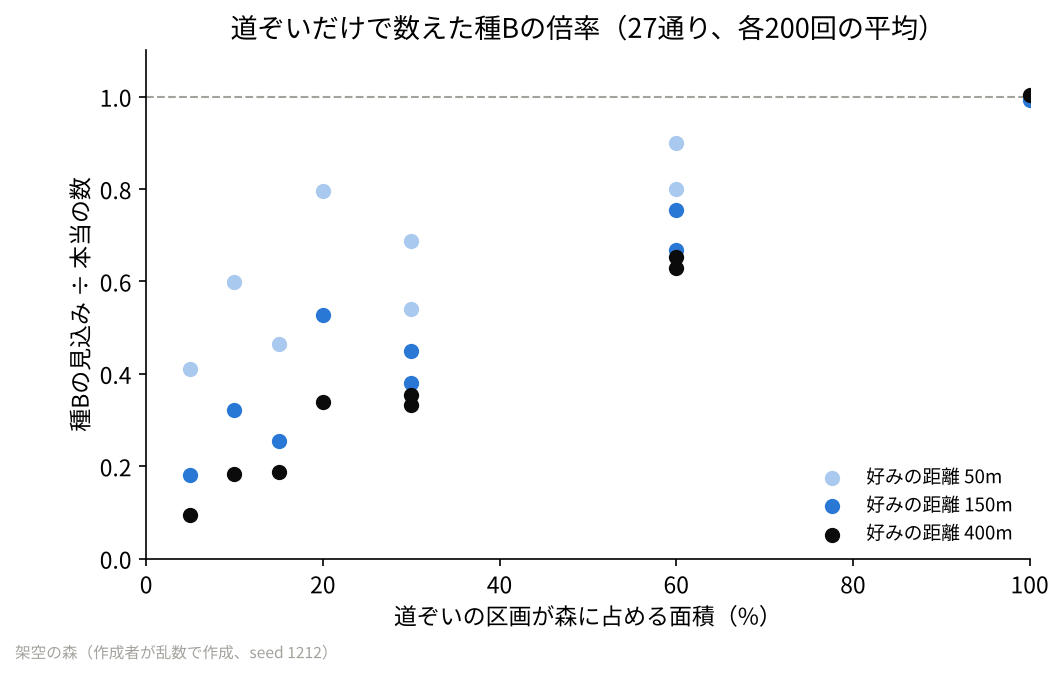 道ぞいだけで数えた種Bの倍率（27通り、各200回の平均）
種Bの見込み ÷ 本当の数
1.0
0.8
0.6
0.4
0.2
0.0
好みの距離 50m
好みの距離 150m
好みの距離 400m
0 20 40 60 80 100
道ぞいの区画が森に占める面積（%）
架空の森（作成者が乱数で作成、seed 1212）